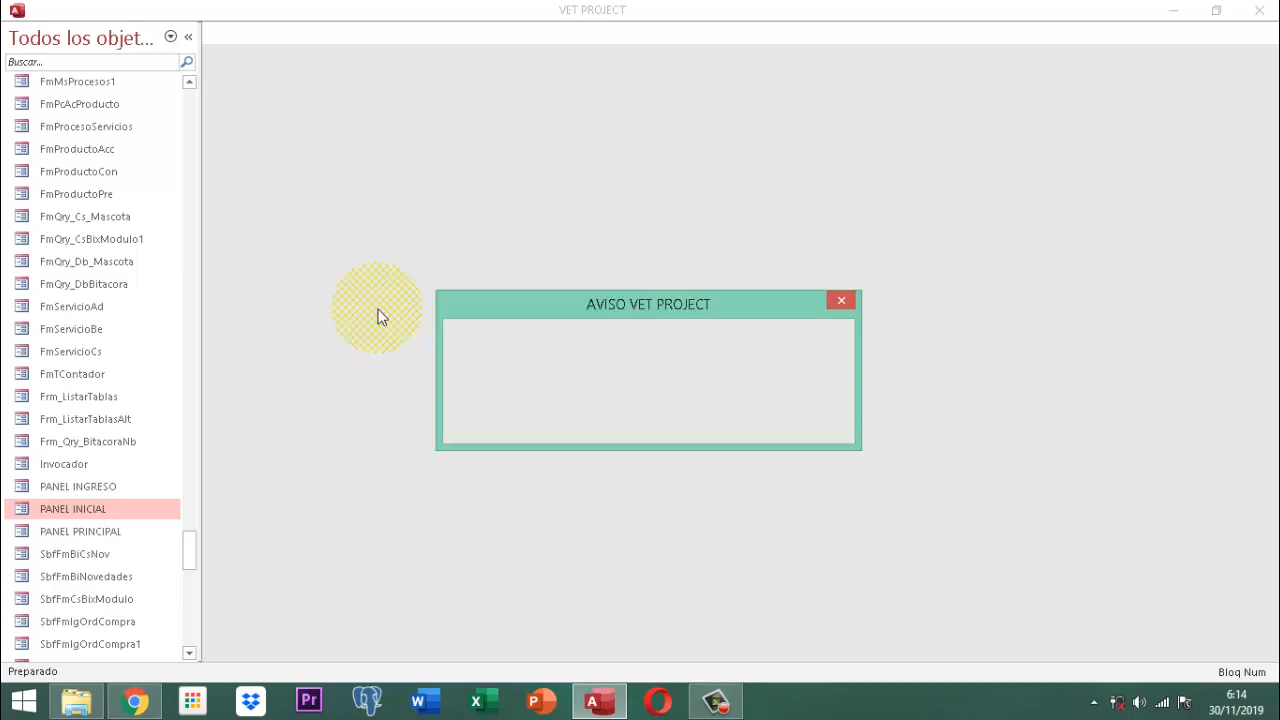 VET PROJECT
Todos los objet...
Buscar...
FmMsProcesos1
FmPcAcProducto
FmProcesoServicios
FmProductoAcc
FmProductoCon
FmProductoPre
FmQry_Cs_Mascota
FmQry_CsBixModulo1
FmQry_Db_Mascota
FmQry_DbBitacora
FmServicioAd
FmServicioBe
FmServicioCs
FmTContador
Frm_ListarTablas
Frm_ListarTablasAlt
Frm_Qry_BitacoraNb
Invocador
PANEL INGRESO
PANEL INICIAL
PANEL PRINCIPAL
SbfFmBiCsNov
SbfFmBiNovedades
SbfFmCsBixModulo
SbfFmIgOrdCompra
SbfFmIgOrdCompra1
AVISO VET PROJECT
Preparado
Bloq Num
6:14
30/11/2019